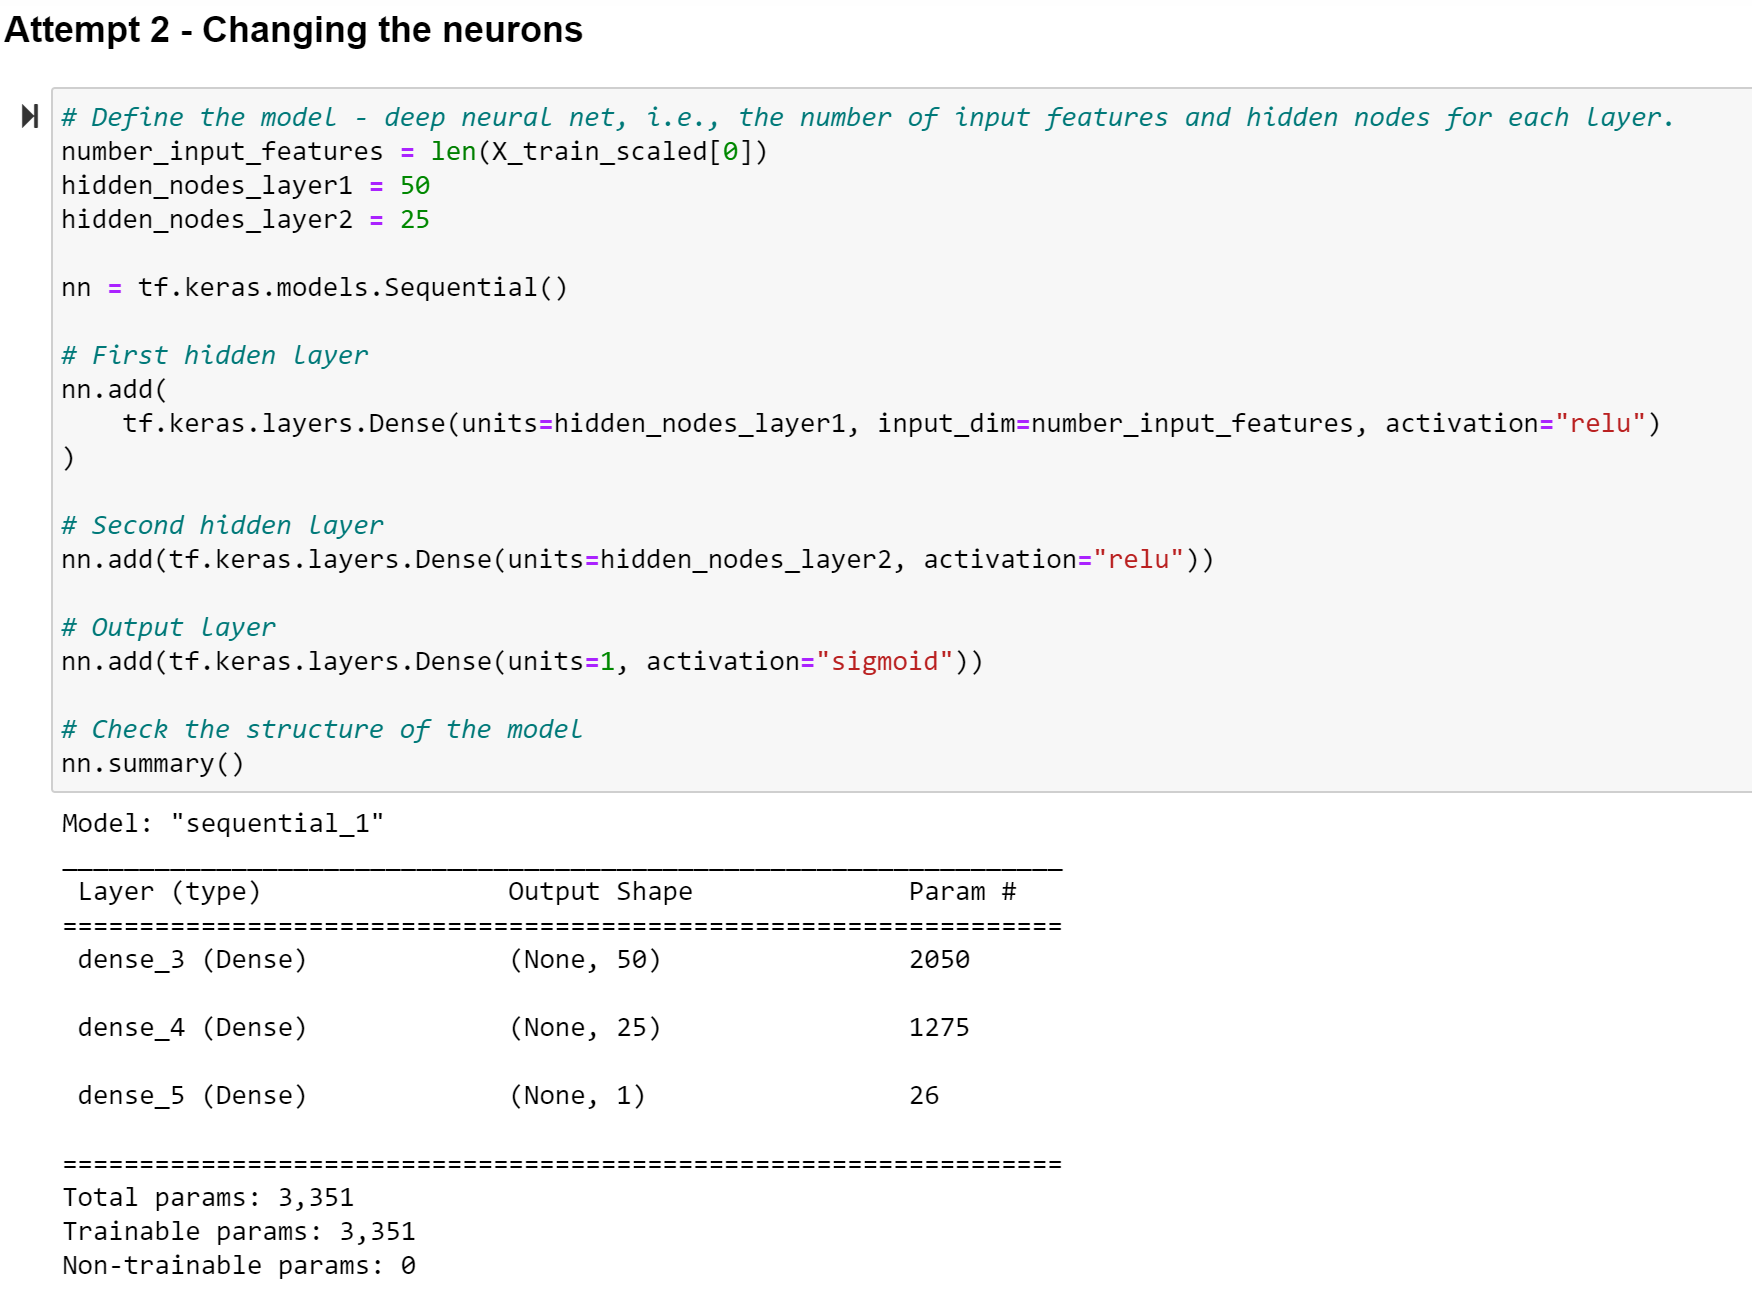 Attempt 2 - Changing the neurons
# Define the model - deep neural net, i.e., the number of input features and hidden nodes for each layer.
number_input_features = len(X_train_scaled[0])
hidden_nodes_layer1 = 50
hidden_nodes_layer2 = 25
nn = tf.keras.models.Sequential()
# First hidden layer
nn.add(
    tf.keras.layers.Dense(units=hidden_nodes_layer1, input_dim=number_input_features, activation="relu")
)
# Second hidden layer
nn.add(tf.keras.layers.Dense(units=hidden_nodes_layer2, activation="relu"))
# Output layer
nn.add(tf.keras.layers.Dense(units=1, activation="sigmoid"))
# Check the structure of the model
nn.summary()
Model: "sequential_1"
_________________________________________________________________
 Layer (type)                Output Shape              Param #
=================================================================
 dense_3 (Dense)             (None, 50)                2050
 dense_4 (Dense)             (None, 25)                1275
 dense_5 (Dense)             (None, 1)                 26
=================================================================
Total params: 3,351
Trainable params: 3,351
Non-trainable params: 0